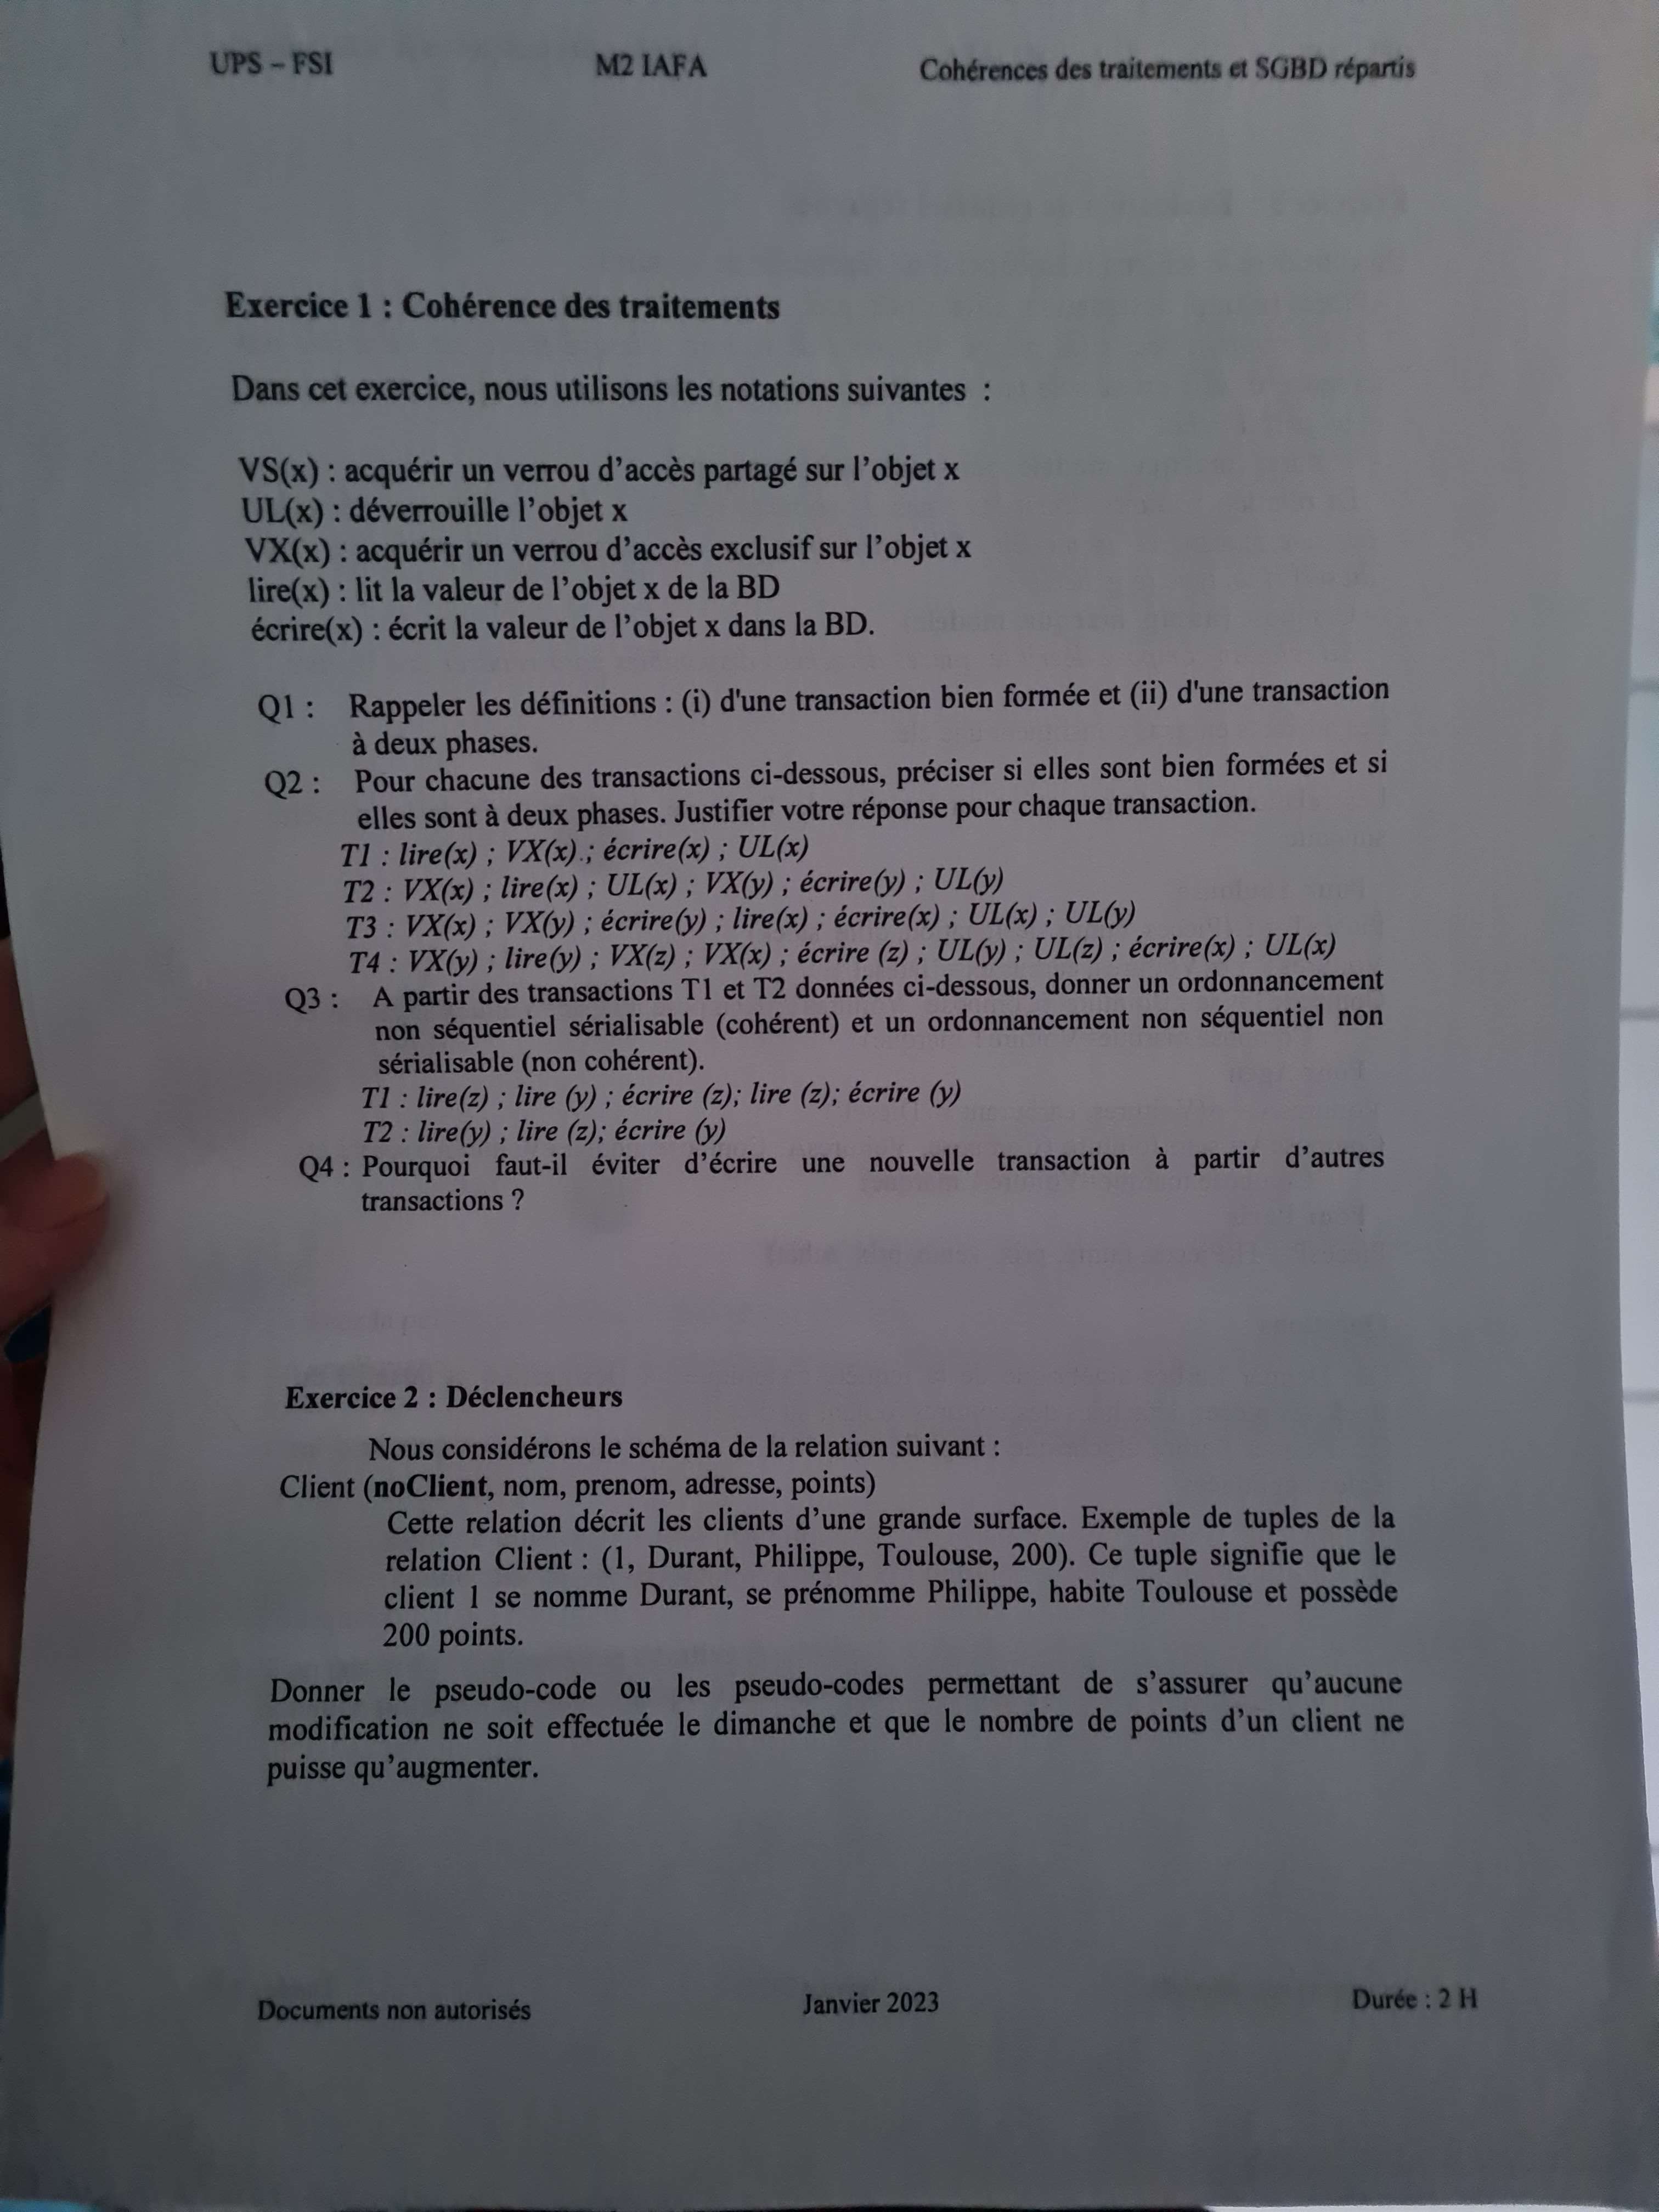 UPS – FSI M2 IAFA Cohérences des traitements et SGBD répartis
Exercice 1 : Cohérence des traitements
Dans cet exercice, nous utilisons les notations suivantes :
VS(x) : acquérir un verrou d'accès partagé sur l'objet x
UL(x) : déverrouille l'objet x
VX(x) : acquérir un verrou d'accès exclusif sur l'objet x
lire(x) : lit la valeur de l'objet x de la BD
écrire(x) : écrit la valeur de l'objet x dans la BD.
Q1 : Rappeler les définitions : (i) d'une transaction bien formée et (ii) d'une transaction
à deux phases.
Q2 : Pour chacune des transactions ci-dessous, préciser si elles sont bien formées et si
elles sont à deux phases. Justifier votre réponse pour chaque transaction.
T1 : lire(x) ; VX(x) ; écrire(x) ; UL(x)
T2 : VX(x) ; lire(x) ; UL(x) ; VX(y) ; écrire(y) ; UL(y)
T3 : VX(x) ; VX(y) ; écrire(y) ; lire(x) ; écrire(x) ; UL(x) ; UL(y)
T4 : VX(y) ; lire(y) ; VX(z) ; VX(x) ; écrire (z) ; UL(y) ; UL(z) ; écrire(x) ; UL(x)
Q3 : A partir des transactions T1 et T2 données ci-dessous, donner un ordonnancement
non séquentiel sérialisable (cohérent) et un ordonnancement non séquentiel non
sérialisable (non cohérent).
T1 : lire(z) ; lire (y) ; écrire (z); lire (z); écrire (y)
T2 : lire(y) ; lire (z); écrire (y)
Q4 : Pourquoi faut-il éviter d'écrire une nouvelle transaction à partir d'autres
transactions ?
Exercice 2 : Déclencheurs
Nous considérons le schéma de la relation suivant :
Client (noClient, nom, prenom, adresse, points)
Cette relation décrit les clients d'une grande surface. Exemple de tuples de la
relation Client : (1, Durant, Philippe, Toulouse, 200). Ce tuple signifie que le
client 1 se nomme Durant, se prénomme Philippe, habite Toulouse et possède
200 points.
Donner le pseudo-code ou les pseudo-codes permettant de s'assurer qu'aucune
modification ne soit effectuée le dimanche et que le nombre de points d'un client ne
puisse qu'augmenter.
Documents non autorisés Janvier 2023 Durée : 2 H